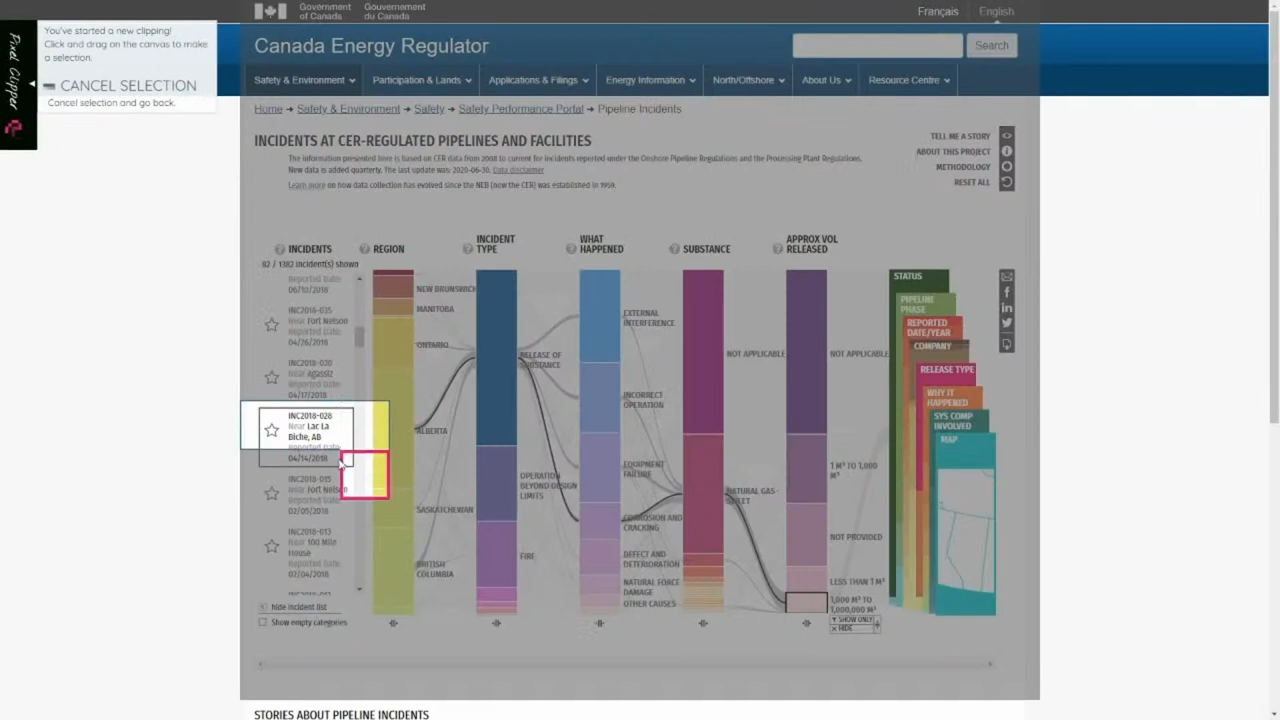 Pixel Clipper
You've started a new clipping!
Click and drag on the canvas to make
a selection.
CANCEL SELECTION
Cancel selection and go back.
Government
of Canada
Gouvernement
du Canada
Français
English
Canada Energy Regulator
Search
Safety & Environment
Participation & Lands
Applications & Filings
Energy Information
North/Offshore
About Us
Resource Centre
Home → Safety & Environment → Safety → Safety Performance Portal → Pipeline Incidents
INCIDENTS AT CER-REGULATED PIPELINES AND FACILITIES
The information presented here is based on CER data from 2008 to current for incidents reported under the Onshore Pipeline Regulations and the Processing Plant Regulations.
New data is added quarterly. The last update was: 2020-06-30. Data disclaimer
Learn more on how data collection has evolved since the NEB (now the CER) was established in 1959.
TELL ME A STORY
ABOUT THIS PROJECT
METHODOLOGY
RESET ALL
INCIDENTS
82 / 1382 incident(s) shown
Reported Date:
06/10/2018
INC2018-035
Near Fort Nelson
Reported Date:
04/26/2018
INC2018-030
Near Agassiz
Reported Date:
04/17/2018
INC2018-028
Near Lac La
Biche, AB
Reported Date:
04/14/2018
INC2018-015
Near Fort Nelson
Reported Date:
02/05/2018
INC2018-013
Near 100 Mile
House
Reported Date:
02/04/2018
hide incident list
Show empty categories
REGION
NEW BRUNSWICK
MANITOBA
ONTARIO
ALBERTA
SASKATCHEWAN
BRITISH
COLUMBIA
INCIDENT
TYPE
RELEASE OF
SUBSTANCE
OPERATION
BEYOND DESIGN
LIMITS
FIRE
WHAT
HAPPENED
EXTERNAL
INTERFERENCE
INCORRECT
OPERATION
EQUIPMENT
FAILURE
CORROSION AND
CRACKING
DEFECT AND
DETERIORATION
NATURAL FORCE
DAMAGE
OTHER CAUSES
SUBSTANCE
NOT APPLICABLE
NATURAL GAS -
SWEET
APPROX VOL
RELEASED
NOT APPLICABLE
1 M³ TO 1,000
M³
NOT PROVIDED
LESS THAN 1 M³
1,000 M³ TO
1,000,000 M³
SHOW ONLY
HIDE
STATUS
PIPELINE
PHASE
REPORTED
DATE/YEAR
COMPANY
RELEASE TYPE
WHY IT
HAPPENED
SYS COMP
INVOLVED
MAP
STORIES ABOUT PIPELINE INCIDENTS